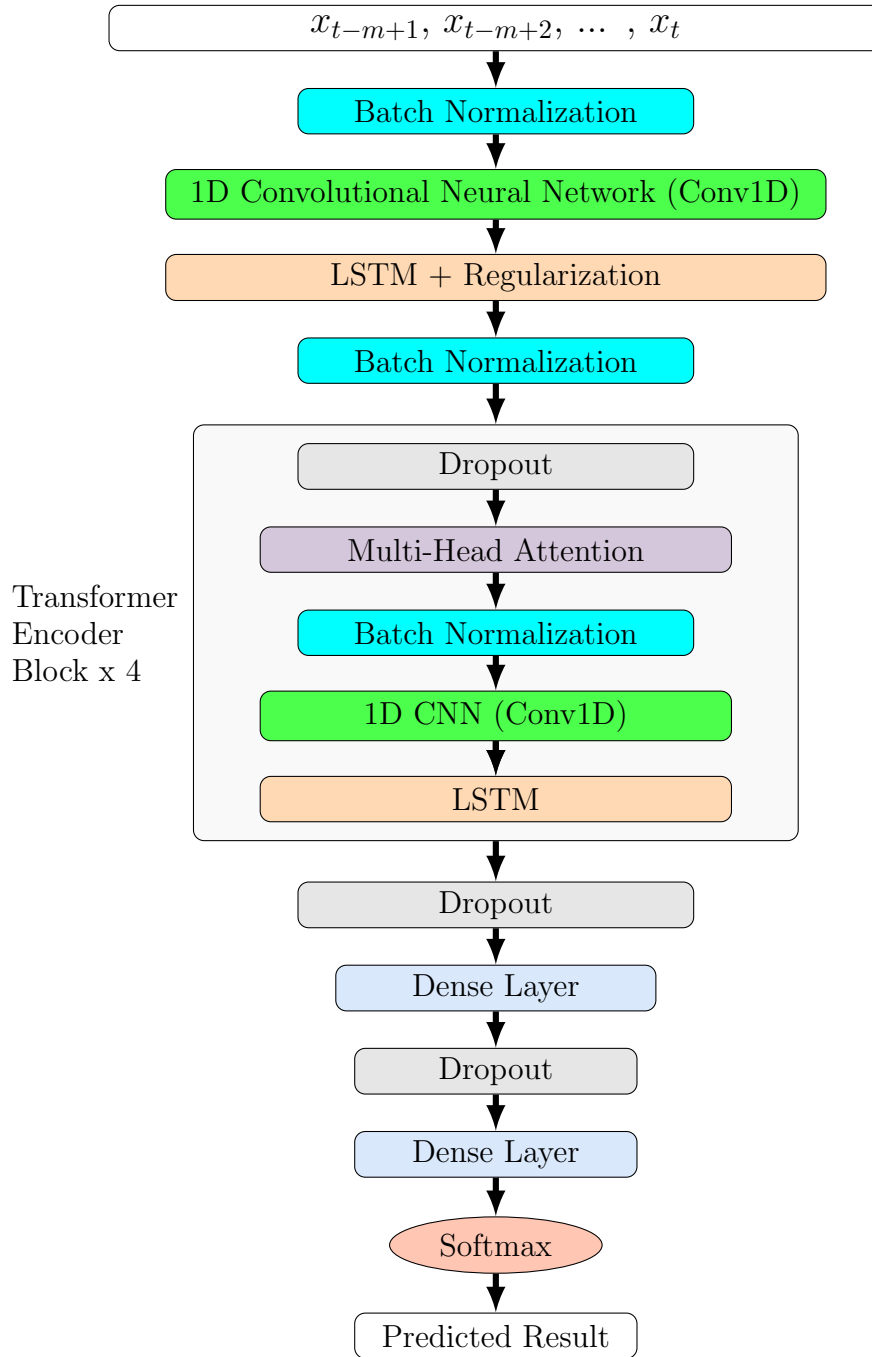 x_{t−m+1}, x_{t−m+2}, ... , x_t
Batch Normalization
1D Convolutional Neural Network (Conv1D)
LSTM + Regularization
Batch Normalization
Dropout
Multi-Head Attention
Transformer
Encoder
Block x 4
Batch Normalization
1D CNN (Conv1D)
LSTM
Dropout
Dense Layer
Dropout
Dense Layer
Softmax
Predicted Result